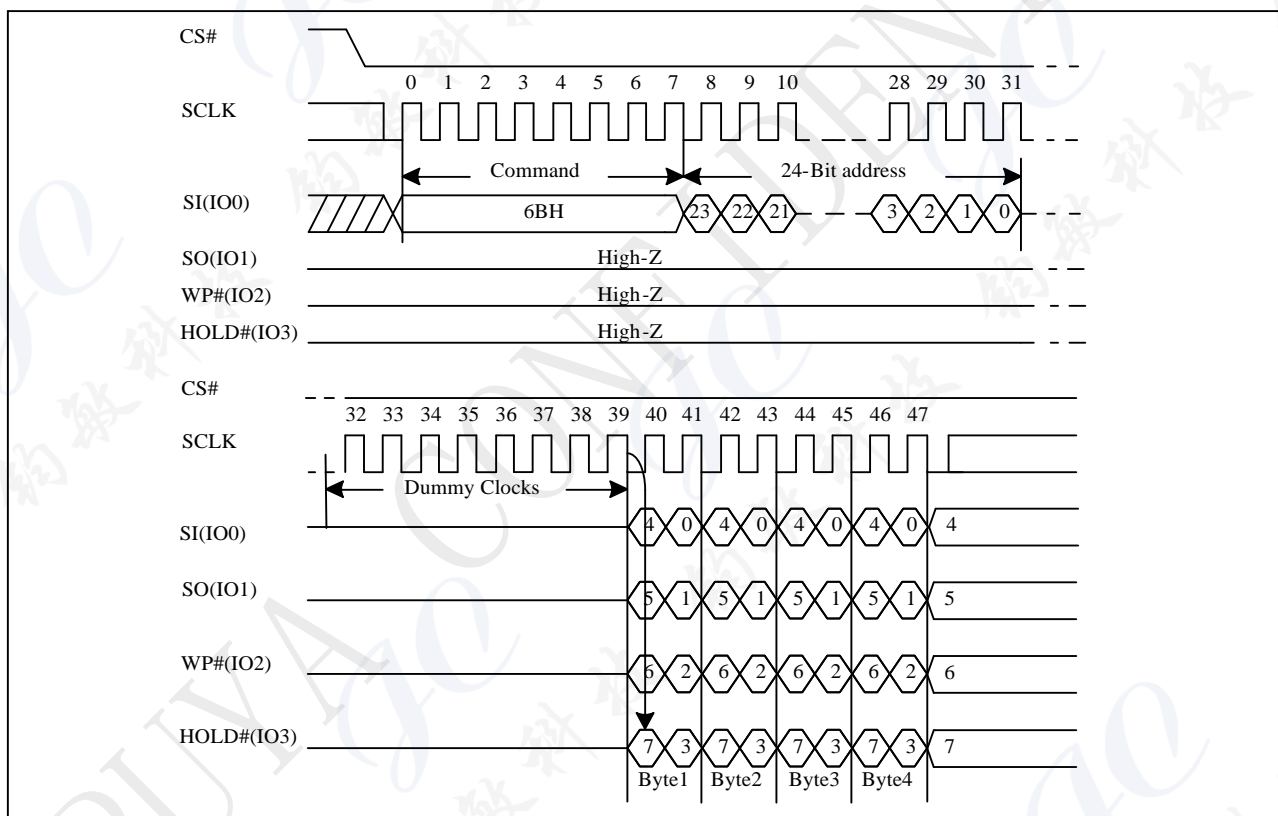 CS#
0 1 2 3 4 5 6 7 8 9 10 28 29 30 31
SCLK
Command 24-Bit address
SI(IO0) 6BH 23 22 21 3 2 1 0
SO(IO1) High-Z
WP#(IO2) High-Z
HOLD#(IO3) High-Z
CS#
32 33 34 35 36 37 38 39 40 41 42 43 44 45 46 47
SCLK
Dummy Clocks
SI(IO0) 4 0 4 0 4 0 4 0 4
SO(IO1) 5 1 5 1 5 1 5 1 5
WP#(IO2) 6 2 6 2 6 2 6 2 6
HOLD#(IO3) 7 3 7 3 7 3 7 3 7
Byte1 Byte2 Byte3 Byte4
PUYA CONFIDEN